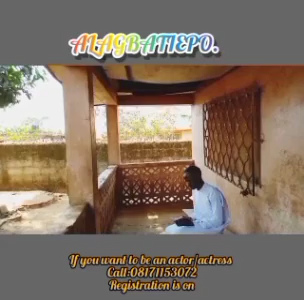 ALAGBATIEPO.
If you want to be an actor/actress
Call:08171153072
Registration is on